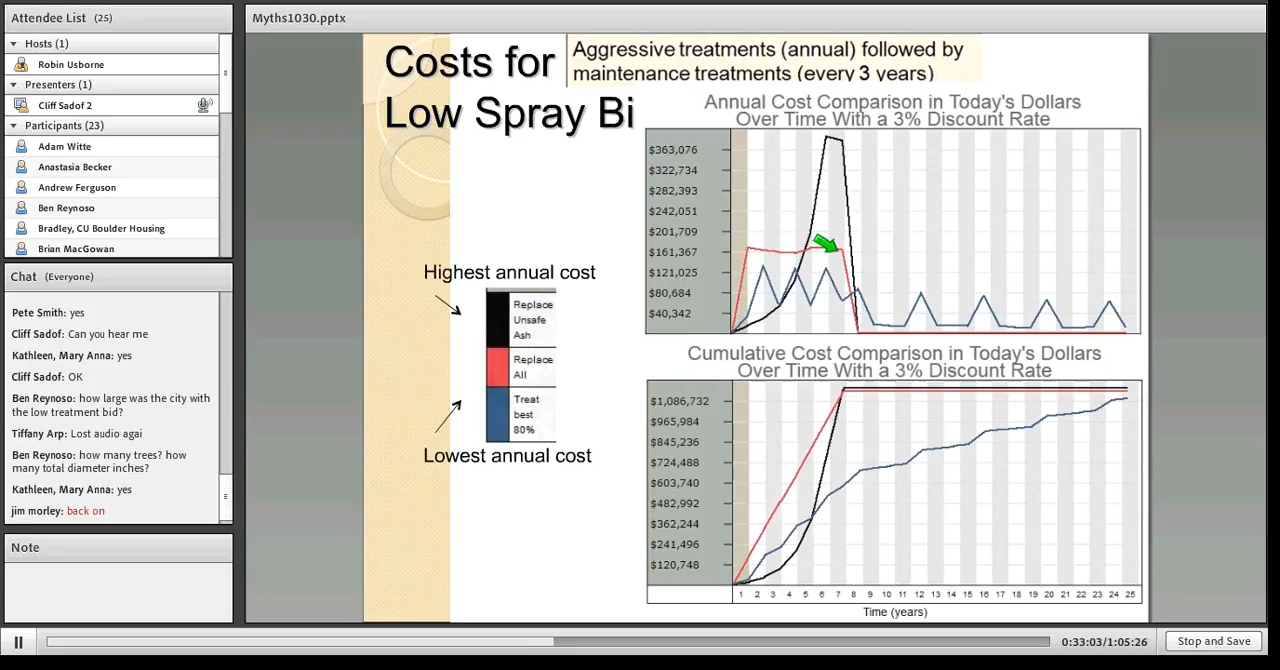 Attendee List (25)
Hosts (1)
Robin Usborne
Presenters (1)
Cliff Sadof 2
Participants (23)
Adam Witte
Anastasia Becker
Andrew Ferguson
Ben Reynoso
Bradley, CU Boulder Housing
Brian MacGowan
Chat (Everyone)
Pete Smith: yes
Cliff Sadof: Can you hear me
Kathleen, Mary Anna: yes
Cliff Sadof: OK
Ben Reynoso: how large was the city with
the low treatment bid?
Tiffany Arp: Lost audio agai
Ben Reynoso: how many trees? how
many total diameter inches?
Kathleen, Mary Anna: yes
jim morley: back on
Note
Myths1030.pptx
Costs for
Low Spray Bi
Aggressive treatments (annual) followed by
maintenance treatments (every 3 years)
Highest annual cost
Replace
Unsafe
Ash
Replace
All
Treat
best
80%
Lowest annual cost
Annual Cost Comparison in Today's Dollars
Over Time With a 3% Discount Rate
$363,076
$322,734
$282,393
$242,051
$201,709
$161,367
$121,025
$80,684
$40,342
Cumulative Cost Comparison in Today's Dollars
Over Time With a 3% Discount Rate
$1,086,732
$965,984
$845,236
$724,488
$603,740
$482,992
$362,244
$241,496
$120,748
1 2 3 4 5 6 7 8 9 10 11 12 13 14 15 16 17 18 19 20 21 22 23 24 25
Time (years)
0:33:03/1:05:26
Stop and Save